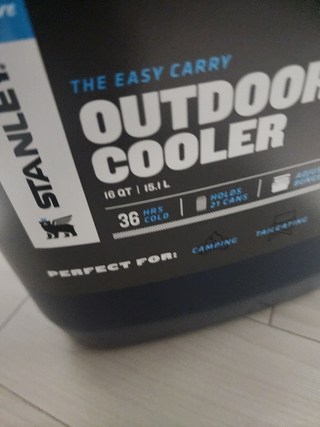 STANLEY
THE EASY CARRY
OUTDOOR
COOLER
16 QT | 15.1 L
36 HRS COLD
HOLDS 21 CANS
PERFECT FOR: CAMPING TAILGATING